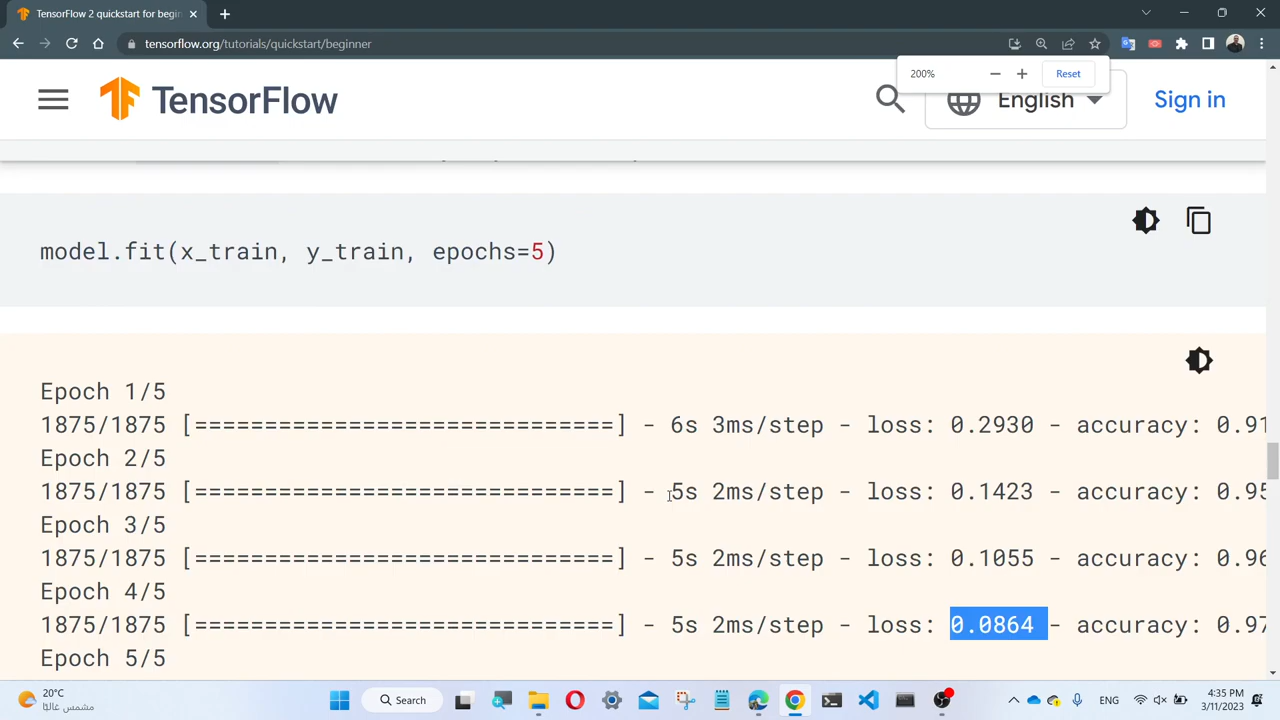 TensorFlow 2 quickstart for begin
tensorflow.org/tutorials/quickstart/beginner
200%
Reset
TensorFlow
English
Sign in
model.fit(x_train, y_train, epochs=5)
Epoch 1/5
1875/1875 [==============================] - 6s 3ms/step - loss: 0.2930 - accuracy: 0.91
Epoch 2/5
1875/1875 [==============================] - 5s 2ms/step - loss: 0.1423 - accuracy: 0.95
Epoch 3/5
1875/1875 [==============================] - 5s 2ms/step - loss: 0.1055 - accuracy: 0.96
Epoch 4/5
1875/1875 [==============================] - 5s 2ms/step - loss: 0.0864 - accuracy: 0.97
Epoch 5/5
20°C
مشمس غالبًا
Search
ENG
4:35 PM
3/11/2023